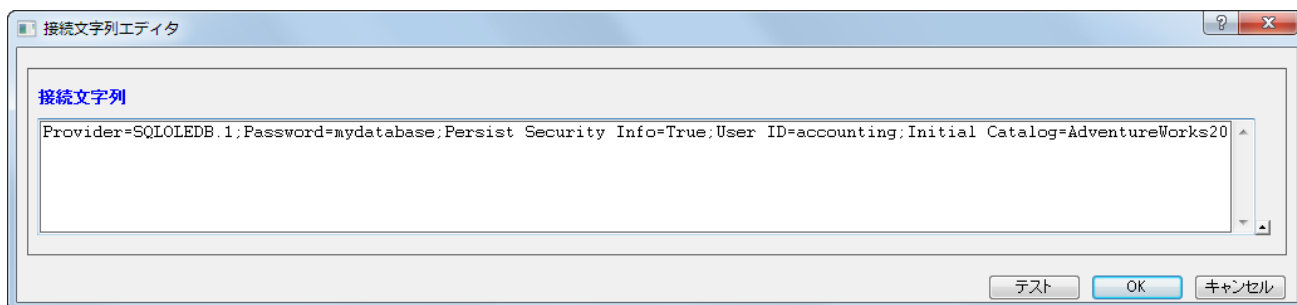 接続文字列エディタ
接続文字列
Provider=SQLOLEDB.1;Password=mydatabase;Persist Security Info=True;User ID=accounting;Initial Catalog=AdventureWorks20
テスト OK キャンセル